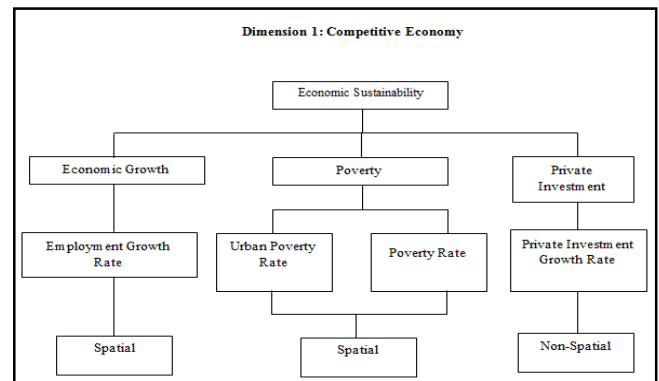 Dimension 1: Competitive Economy
Economic Sustainability
Economic Growth
Poverty
Private
Investment
Employment Growth
Rate
Urban Poverty
Rate
Poverty Rate
Private Investment
Growth Rate
Spatial
Spatial
Non-Spatial